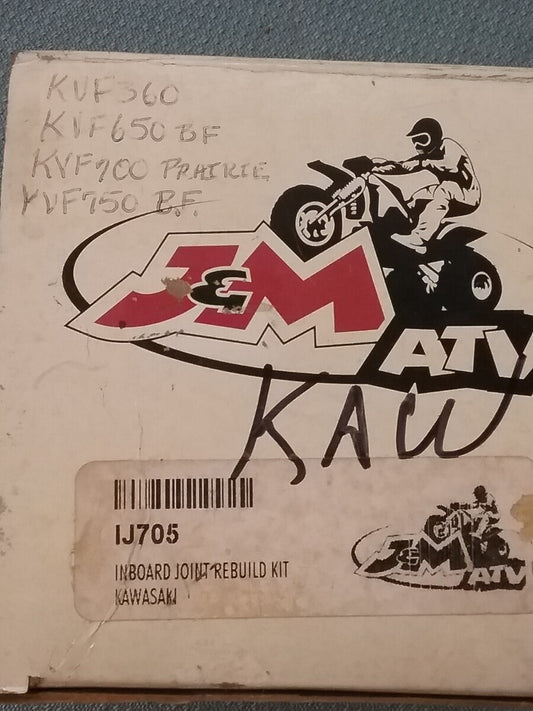 KVF360
KVF650 BF
KVF700 PRAIRIE
KVF750 B.F.
J&M
ATV
KAW
IJ705
INBOARD JOINT REBUILD KIT
KAWASAKI
J&M
ATV